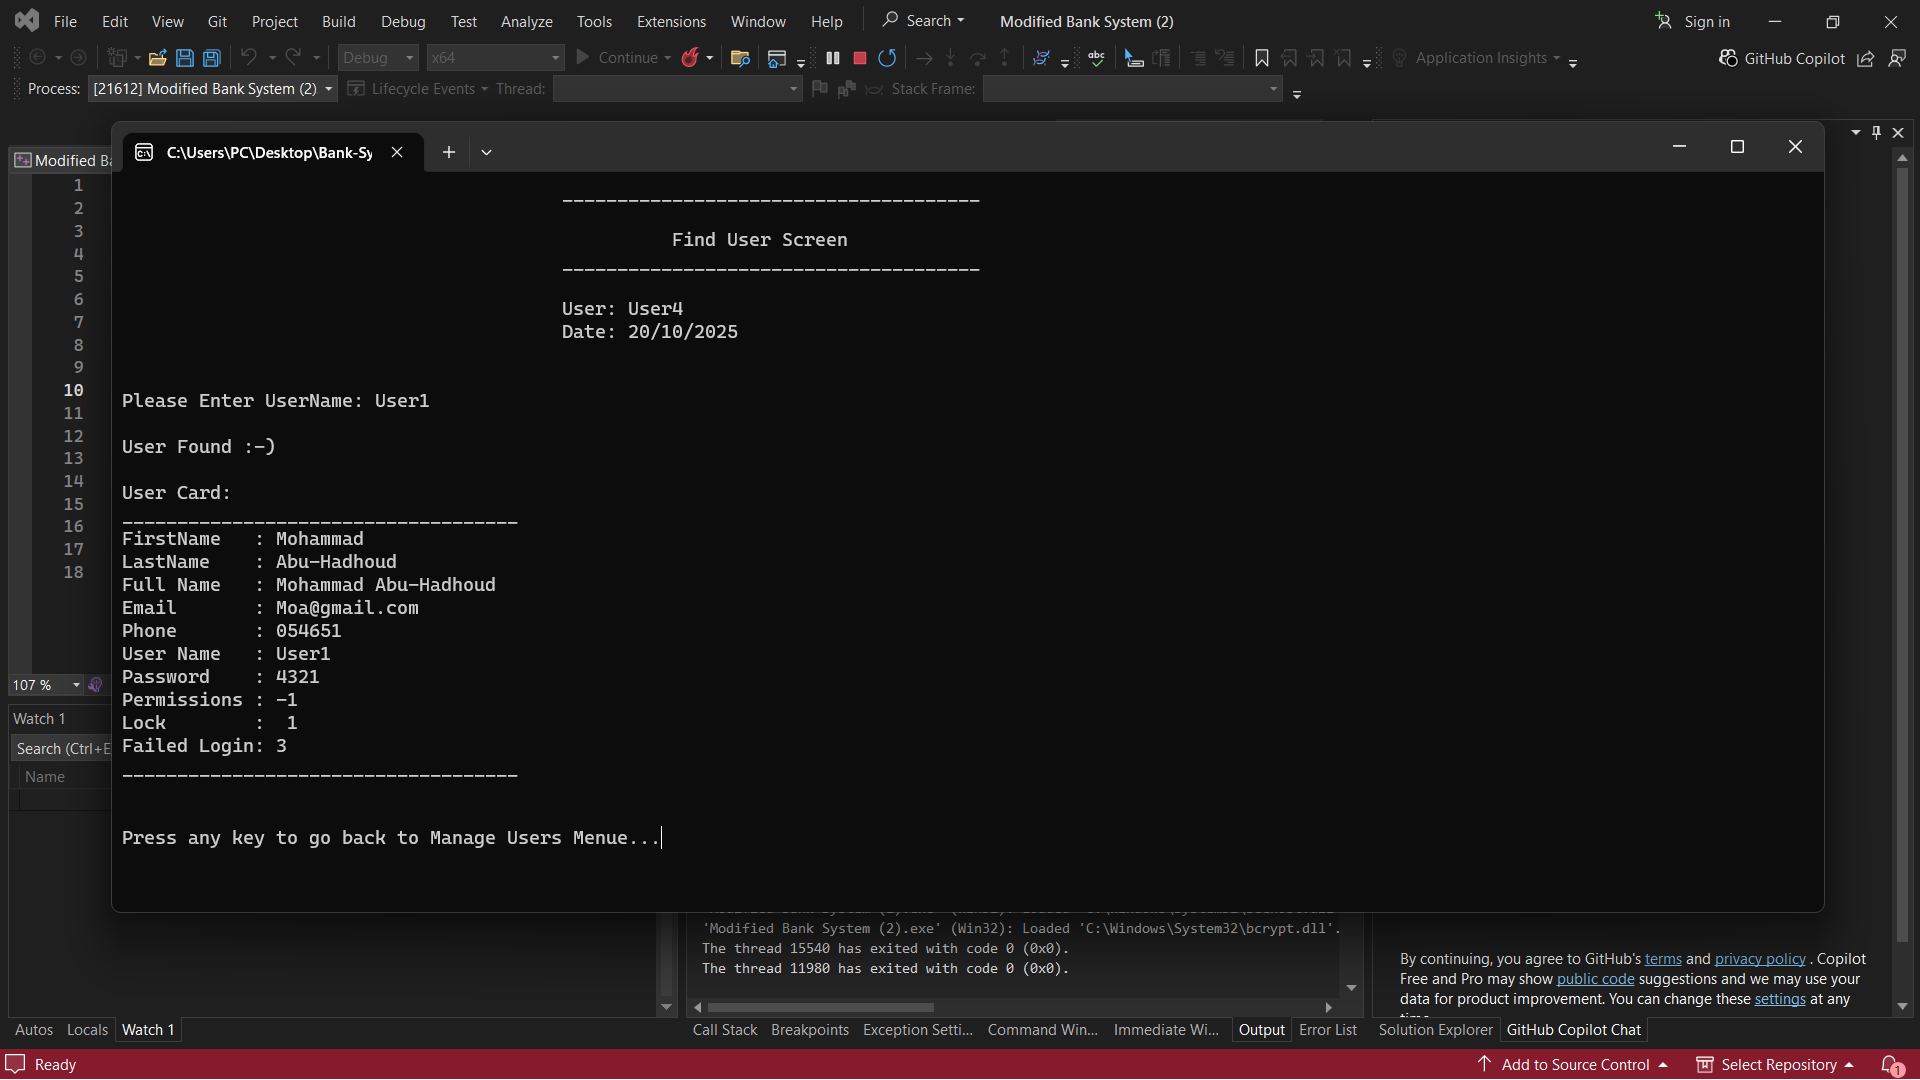 File Edit View Git Project Build Debug Test Analyze Tools Extensions Window Help Search Modified Bank System (2) Sign in
Debug x64 Continue Application Insights GitHub Copilot
Process: [21612] Modified Bank System (2) Lifecycle Events Thread: Stack Frame:
C:\Users\PC\Desktop\Bank-Sy
Modified Ba
1
2
3
4
5
6
7
8
9
10
11
12
13
14
15
16
17
18
107 %
Watch 1
Search (Ctrl+E
Name
--------------------------------------
Find User Screen
--------------------------------------
User: User4
Date: 20/10/2025
Please Enter UserName: User1
User Found :-)
User Card:
____________________________________
FirstName   : Mohammad
LastName    : Abu-Hadhoud
Full Name   : Mohammad Abu-Hadhoud
Email       : Moa@gmail.com
Phone       : 054651
User Name   : User1
Password    : 4321
Permissions : -1
Lock        :  1
Failed Login: 3
____________________________________
Press any key to go back to Manage Users Menue...
'Modified Bank System (2).exe' (Win32): Loaded 'C:\Windows\System32\bcrypt.dll'.
The thread 15540 has exited with code 0 (0x0).
The thread 11980 has exited with code 0 (0x0).
By continuing, you agree to GitHub's terms and privacy policy . Copilot
Free and Pro may show public code suggestions and we may use your
data for product improvement. You can change these settings at any
Autos Locals Watch 1
Call Stack Breakpoints Exception Setti... Command Win... Immediate Wi... Output Error List
Solution Explorer GitHub Copilot Chat
Ready Add to Source Control Select Repository 1